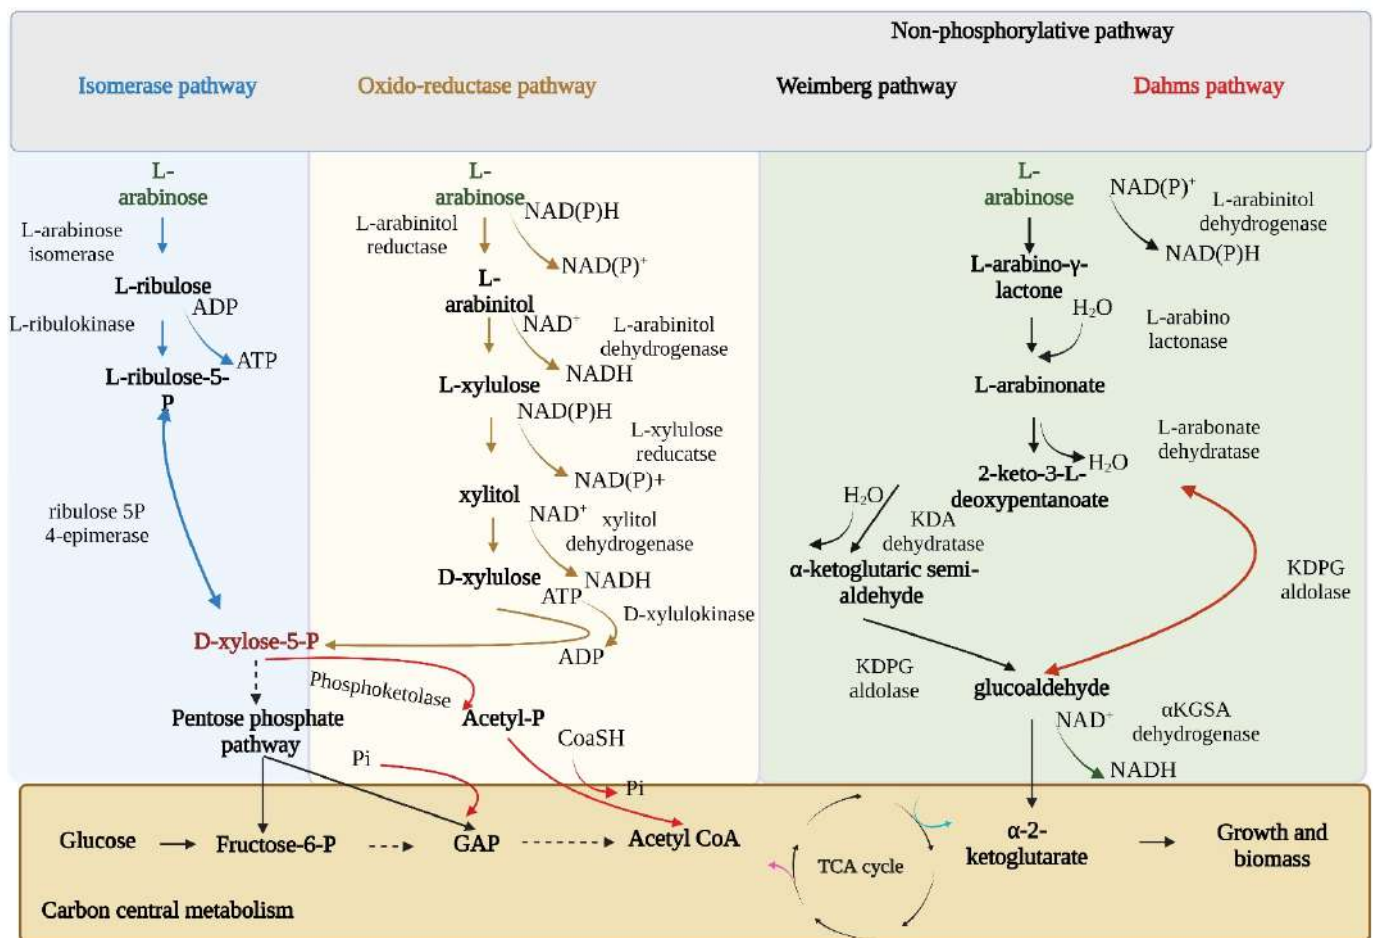 Non-phosphorylative pathway
Isomerase pathway
Oxido-reductase pathway
Weimberg pathway
Dahms pathway
L-
arabinose
L-arabinose
isomerase
L-ribulose
ADP
L-ribulokinase
ATP
L-ribulose-5-
P
ribulose 5P
4-epimerase
D-xylose-5-P
Pentose phosphate
pathway
L-
arabinose
NAD(P)H
L-arabinitol
reductase
NAD(P)⁺
L-
arabinitol
NAD⁺
L-arabinitol
dehydrogenase
NADH
L-xylulose
NAD(P)H
L-xylulose
reducatse
NAD(P)+
xylitol
NAD⁺
xylitol
dehydrogenase
D-xylulose
NADH
ATP
D-xylulokinase
ADP
Phosphoketolase
Acetyl-P
CoaSH
Pi
Pi
L-
arabinose
NAD(P)⁺
L-arabinitol
dehydrogenase
NAD(P)H
L-arabino-γ-
lactone
H₂O
L-arabino
lactonase
L-arabinonate
L-arabonate
dehydratase
H₂O
2-keto-3-L-
deoxypentanoate
H₂O
KDA
dehydratase
α-ketoglutaric semi-
aldehyde
KDPG
aldolase
KDPG
aldolase
glucoaldehyde
NAD⁺
αKGSA
dehydrogenase
NADH
Glucose
Fructose-6-P
GAP
Acetyl CoA
TCA cycle
α-2-
ketoglutarate
Growth and
biomass
Carbon central metabolism